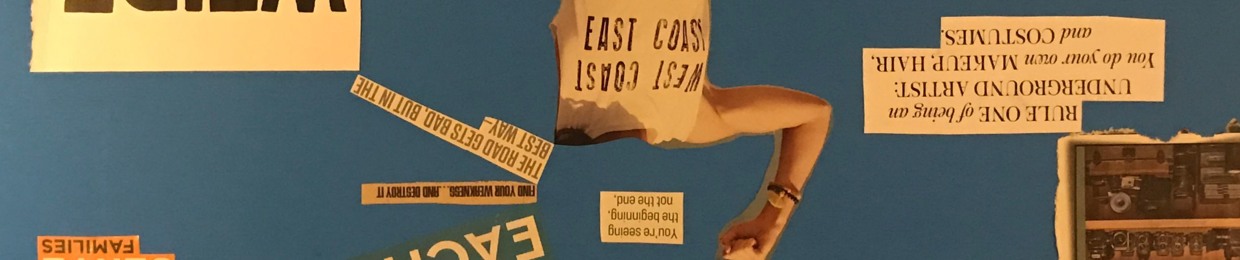 RULE ONE of being an
UNDERGROUND ARTIST:
You do your own MAKEUP, HAIR,
and COSTUMES.
You're seeing
the beginning,
not the end.
WEST COAST
EAST COAST
FIND YOUR WEAKNESS...AND DESTROY IT
THE ROAD GETS BAD, BUT IN THE
BEST WAY—
FAMILIES